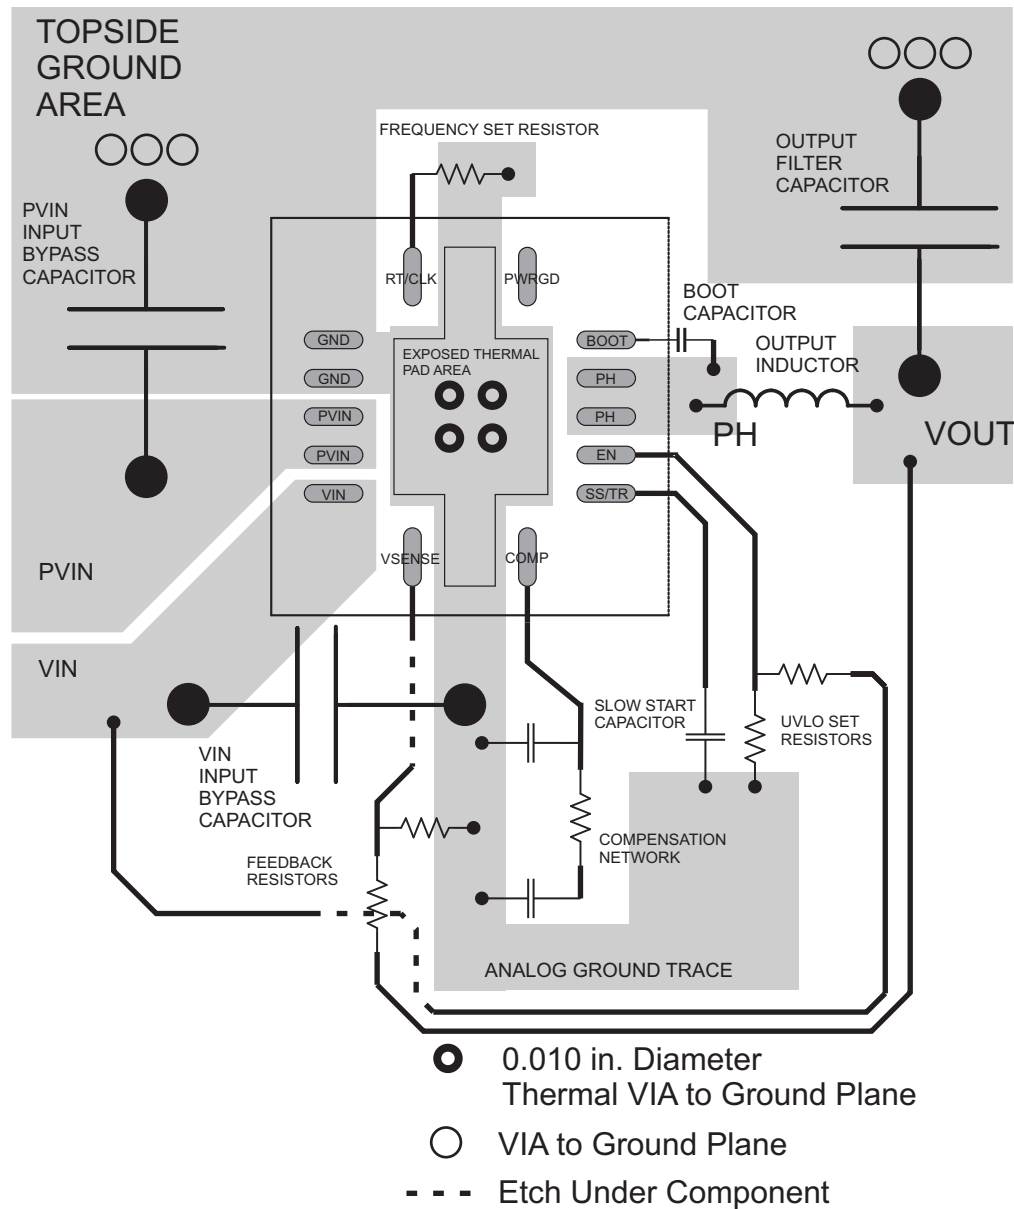 TOPSIDE
GROUND
AREA
FREQUENCY SET RESISTOR
OUTPUT
FILTER
CAPACITOR
PVIN
INPUT
BYPASS
CAPACITOR
RT/CLK
PWRGD
BOOT
CAPACITOR
GND
EXPOSED THERMAL
PAD AREA
BOOT
OUTPUT
INDUCTOR
GND
PH
PVIN
PH
PH
VOUT
PVIN
EN
VIN
SS/TR
VSENSE
COMP
PVIN
VIN
SLOW START
CAPACITOR
UVLO SET
RESISTORS
VIN
INPUT
BYPASS
CAPACITOR
COMPENSATION
NETWORK
FEEDBACK
RESISTORS
ANALOG GROUND TRACE
0.010 in. Diameter
Thermal VIA to Ground Plane
VIA to Ground Plane
Etch Under Component